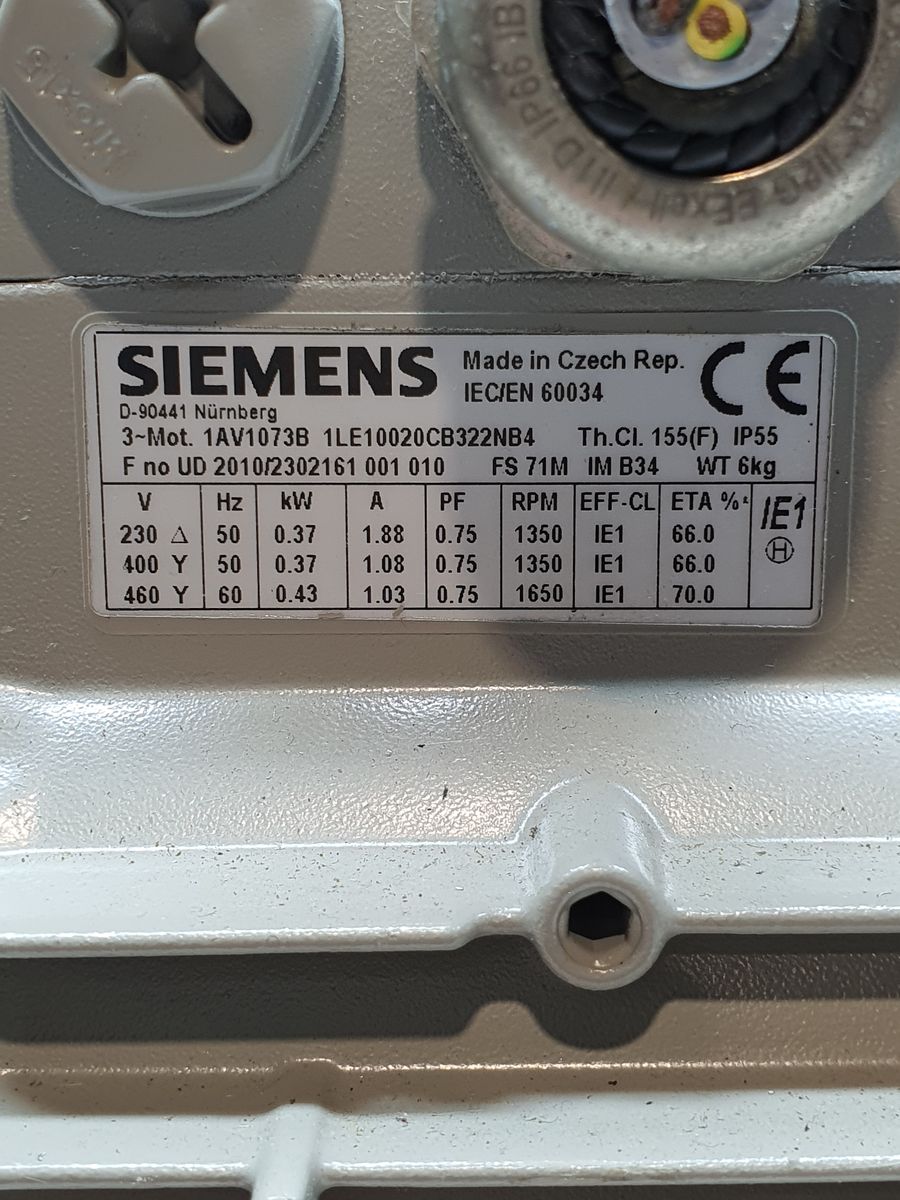 M16x1.5
IP66
SIEMENS
Made in Czech Rep.
IEC/EN 60034
CE
D-90441 Nürnberg
3~Mot. 1AV1073B 1LE10020CB322NB4 Th.Cl. 155(F) IP55
F no UD 2010/2302161 001 010 FS 71M IM B34 WT 6kg
V Hz kW A PF RPM EFF-CL ETA %
230 Δ 50 0.37 1.88 0.75 1350 IE1 66.0
400 Y 50 0.37 1.08 0.75 1350 IE1 66.0
460 Y 60 0.43 1.03 0.75 1650 IE1 70.0
IE1
H